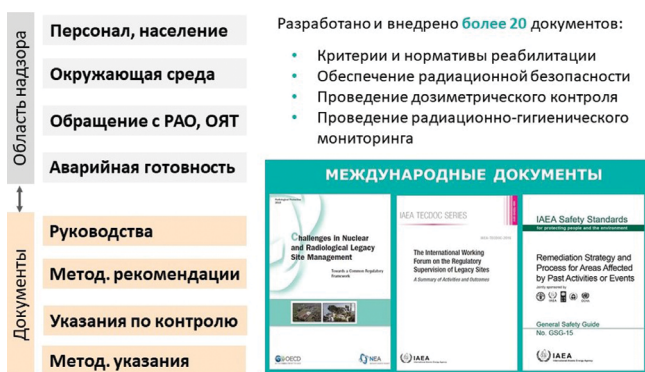 Область надзора
Персонал, население
Окружающая среда
Обращение с РАО, ОЯТ
Аварийная готовность
Документы
Руководства
Метод. рекомендации
Указания по контролю
Метод. указания
Разработано и внедрено более 20 документов:
• Критерии и нормативы реабилитации
• Обеспечение радиационной безопасности
• Проведение дозиметрического контроля
• Проведение радиационно-гигиенического
мониторинга
МЕЖДУНАРОДНЫЕ ДОКУМЕНТЫ
Challenges in Nuclear
and Radiological Legacy
Site Management
Towards a Common Regulatory
Framework
OECD
NEA
IAEA TECDOC SERIES
The International Working
Forum on the Regulatory
Supervision of Legacy Sites
A Summary of Activities and Outcomes
IAEA
IAEA Safety Standards
for protecting people and the environment
Remediation Strategy and
Process for Areas Affected
by Past Activities or Events
General Safety Guide
No. GSG-15
IAEA